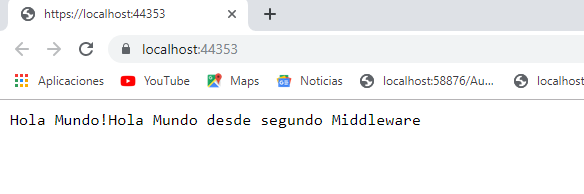 https://localhost:44353
localhost:44353
Aplicaciones YouTube Maps Noticias localhost:58876/Au... localhost
Hola Mundo!Hola Mundo desde segundo Middleware